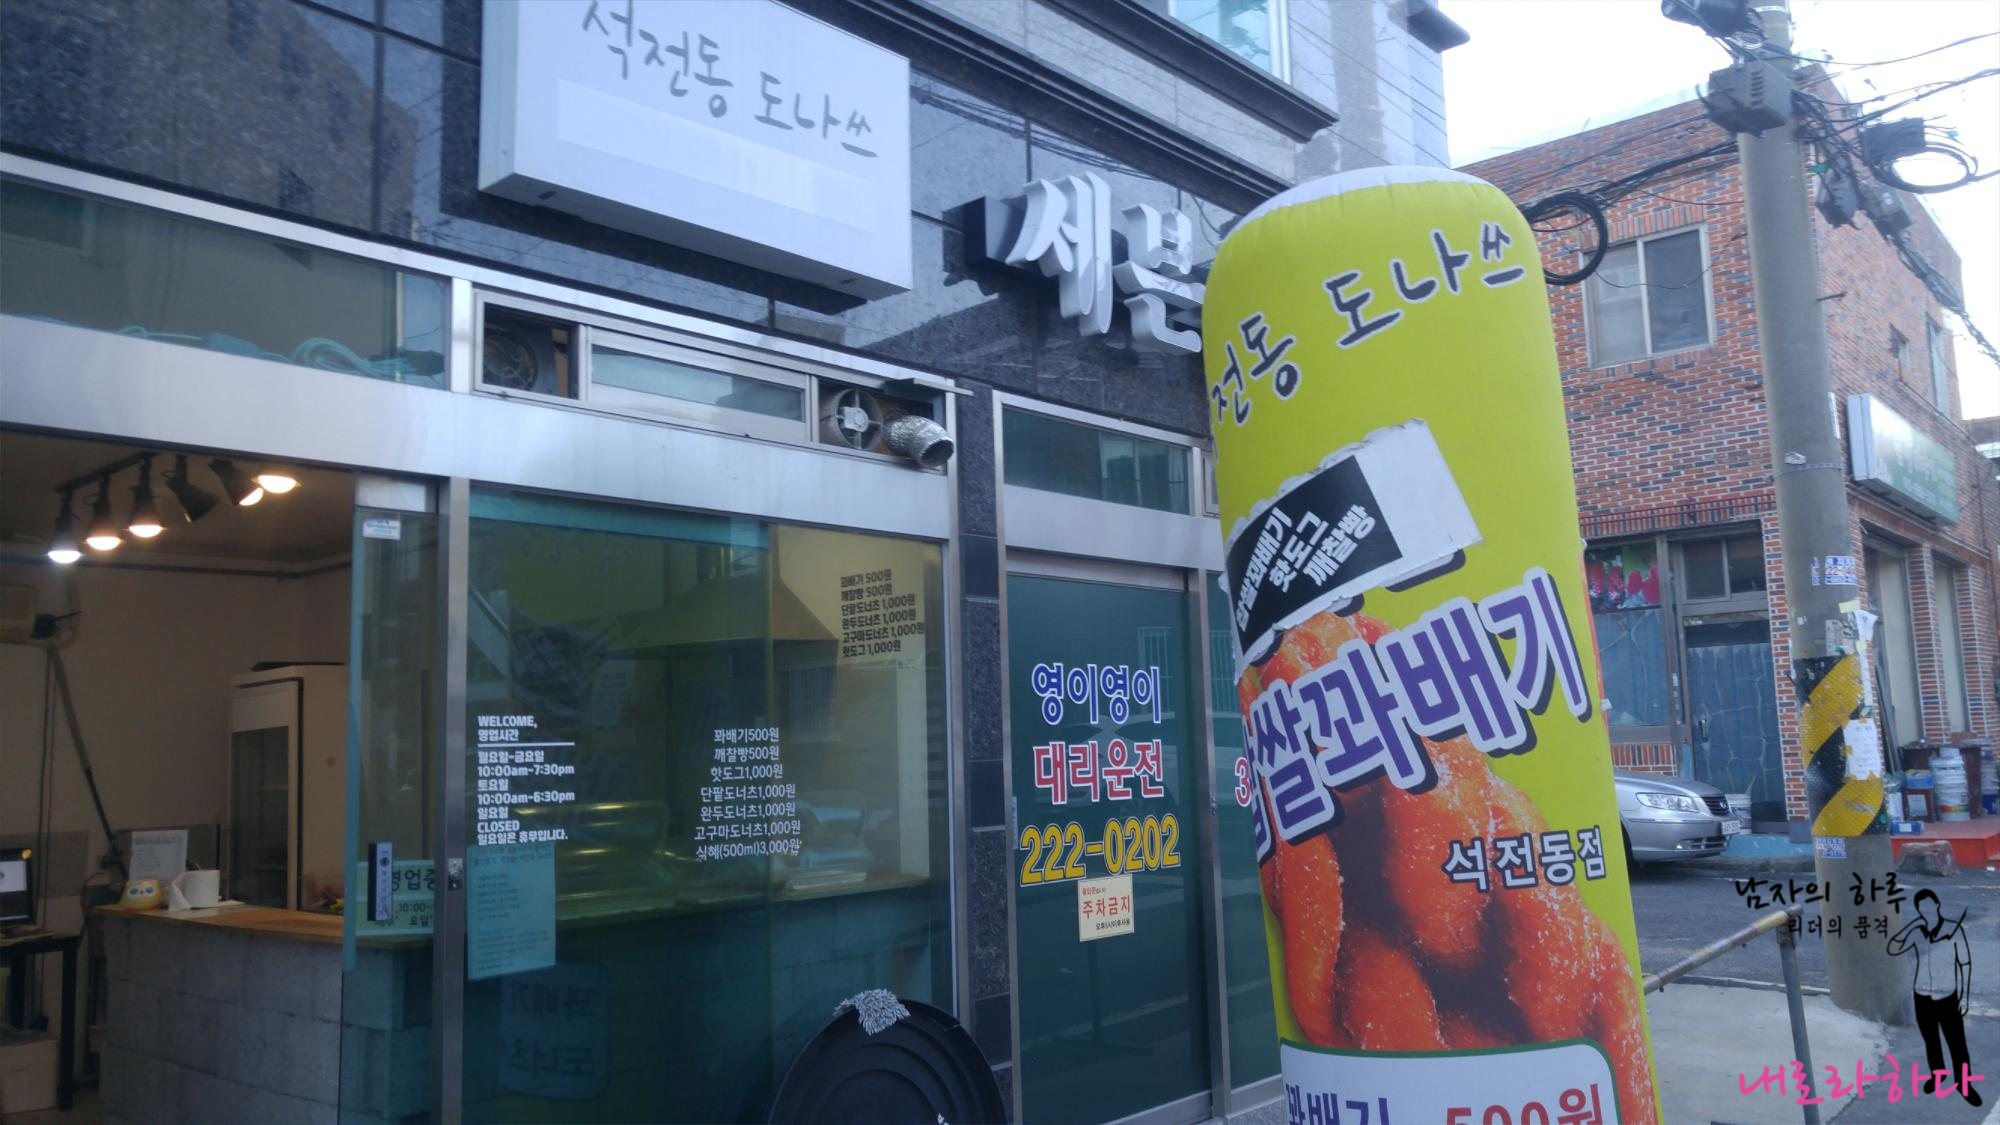 석전동 도나쓰
세븐
전동 도나쓰
찹쌀꽈배기
핫도그
깨찰빵
찹쌀꽈배기
석전동점
꽈배기 500원
꽈배기 500원
깨찰빵 500원
단팥도너츠 1,000원
완두도너츠 1,000원
고구마도너츠 1,000원
핫도그 1,000원
WELCOME,
영업시간
월요일-금요일
10:00am-7:30pm
토요일
10:00am-6:30pm
일요일
CLOSED
일요일은 휴무입니다.
꽈배기500원
깨찰빵500원
핫도그1,000원
단팥도너츠1,000원
완두도너츠1,000원
고구마도너츠1,000원
식혜(500ml)3,000원
영업중
꽈배기
도너츠
영이영이
대리운전
222-0202
주차금지
남자의 하루
리더의 품격
내로라하다